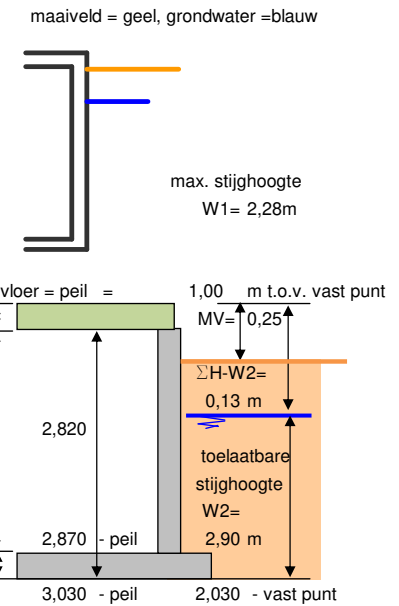 maaiveld = geel, grondwater =blauw
max. stijghoogte
W1= 2,28m
vloer = peil = 1,00 m t.o.v. vast punt
MV= 0,25
ΣH-W2=
0,13 m
2,820
toelaatbare
stijghoogte
W2=
2,870 - peil 2,90 m
3,030 - peil 2,030 - vast punt